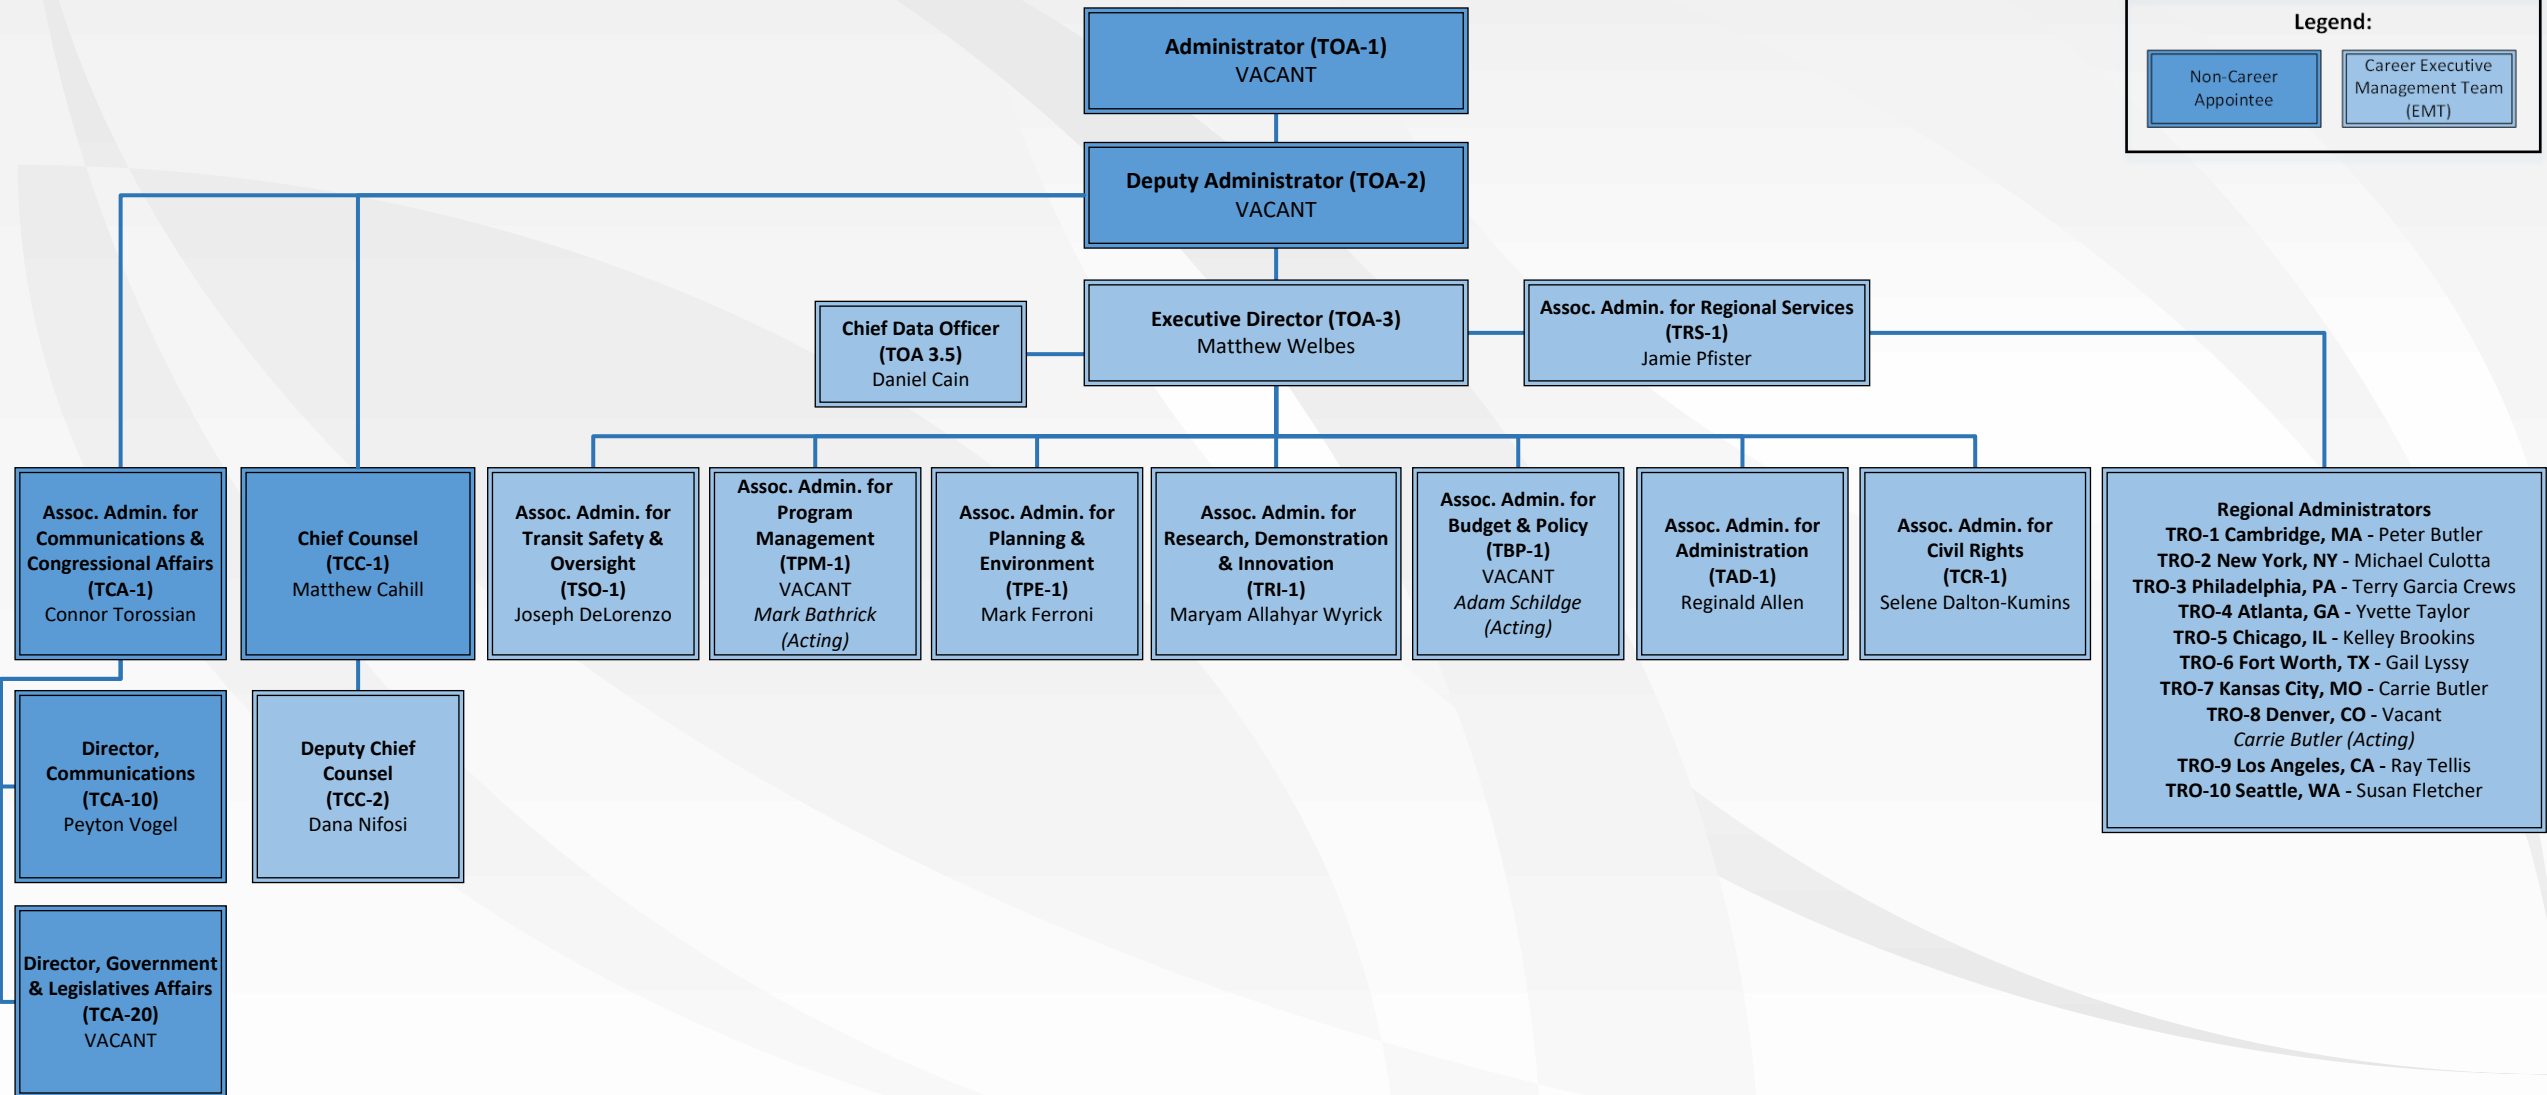 Legend:
Non-Career
Appointee
Career Executive
Management Team
(EMT)
Administrator (TOA-1)
VACANT
Deputy Administrator (TOA-2)
VACANT
Chief Data Officer
(TOA 3.5)
Daniel Cain
Executive Director (TOA-3)
Matthew Welbes
Assoc. Admin. for Regional Services
(TRS-1)
Jamie Pfister
Assoc. Admin. for
Communications &
Congressional Affairs
(TCA-1)
Connor Torossian
Chief Counsel
(TCC-1)
Matthew Cahill
Assoc. Admin. for
Transit Safety &
Oversight
(TSO-1)
Joseph DeLorenzo
Assoc. Admin. for
Program
Management
(TPM-1)
VACANT
Mark Bathrick
(Acting)
Assoc. Admin. for
Planning &
Environment
(TPE-1)
Mark Ferroni
Assoc. Admin. for
Research, Demonstration
& Innovation
(TRI-1)
Maryam Allahyar Wyrick
Assoc. Admin. for
Budget & Policy
(TBP-1)
VACANT
Adam Schildge
(Acting)
Assoc. Admin. for
Administration
(TAD-1)
Reginald Allen
Assoc. Admin. for
Civil Rights
(TCR-1)
Selene Dalton-Kumins
Regional Administrators
TRO-1 Cambridge, MA - Peter Butler
TRO-2 New York, NY - Michael Culotta
TRO-3 Philadelphia, PA - Terry Garcia Crews
TRO-4 Atlanta, GA - Yvette Taylor
TRO-5 Chicago, IL - Kelley Brookins
TRO-6 Fort Worth, TX - Gail Lyssy
TRO-7 Kansas City, MO - Carrie Butler
TRO-8 Denver, CO - Vacant
Carrie Butler (Acting)
TRO-9 Los Angeles, CA - Ray Tellis
TRO-10 Seattle, WA - Susan Fletcher
Director,
Communications
(TCA-10)
Peyton Vogel
Deputy Chief
Counsel
(TCC-2)
Dana Nifosi
Director, Government
& Legislatives Affairs
(TCA-20)
VACANT